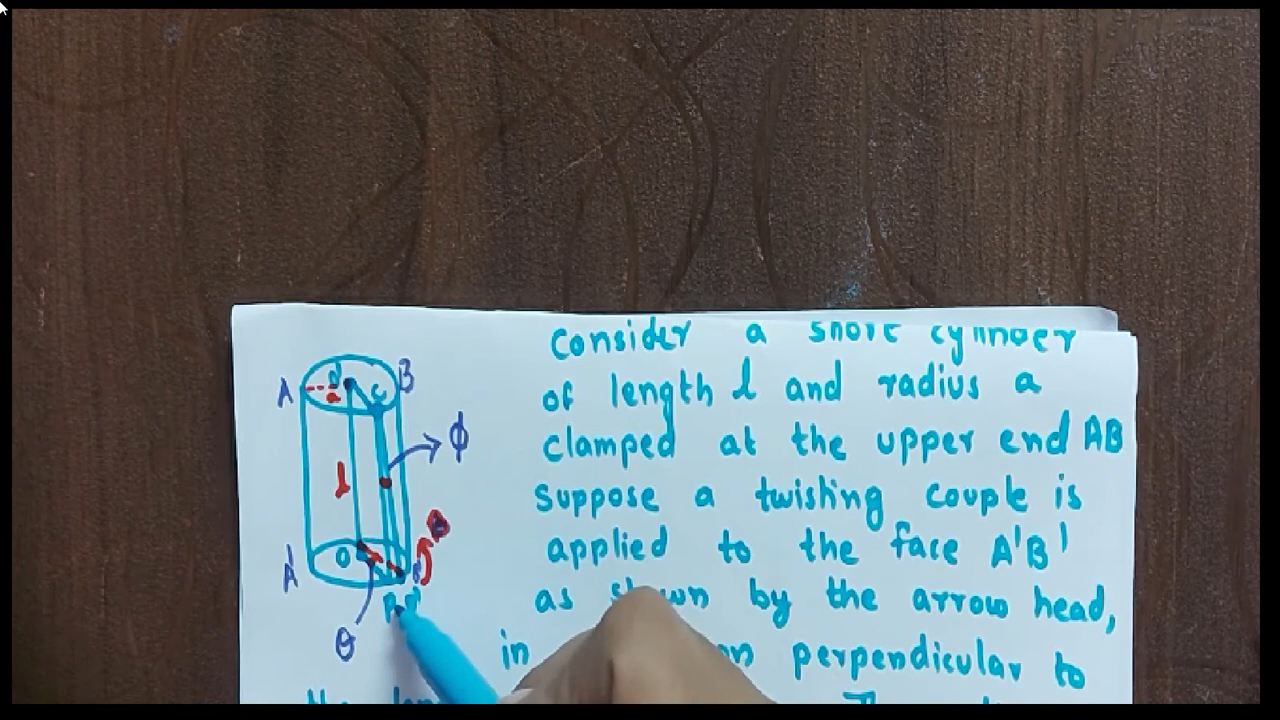 Consider a short cylinder
of length l and radius a
clamped at the upper end AB
Suppose a twisting couple is
applied to the face A'B'
as shown by the arrow head,
in perpendicular to
A
B
O'
C
a
l
ϕ
A'
O
B'
P
P'
θ